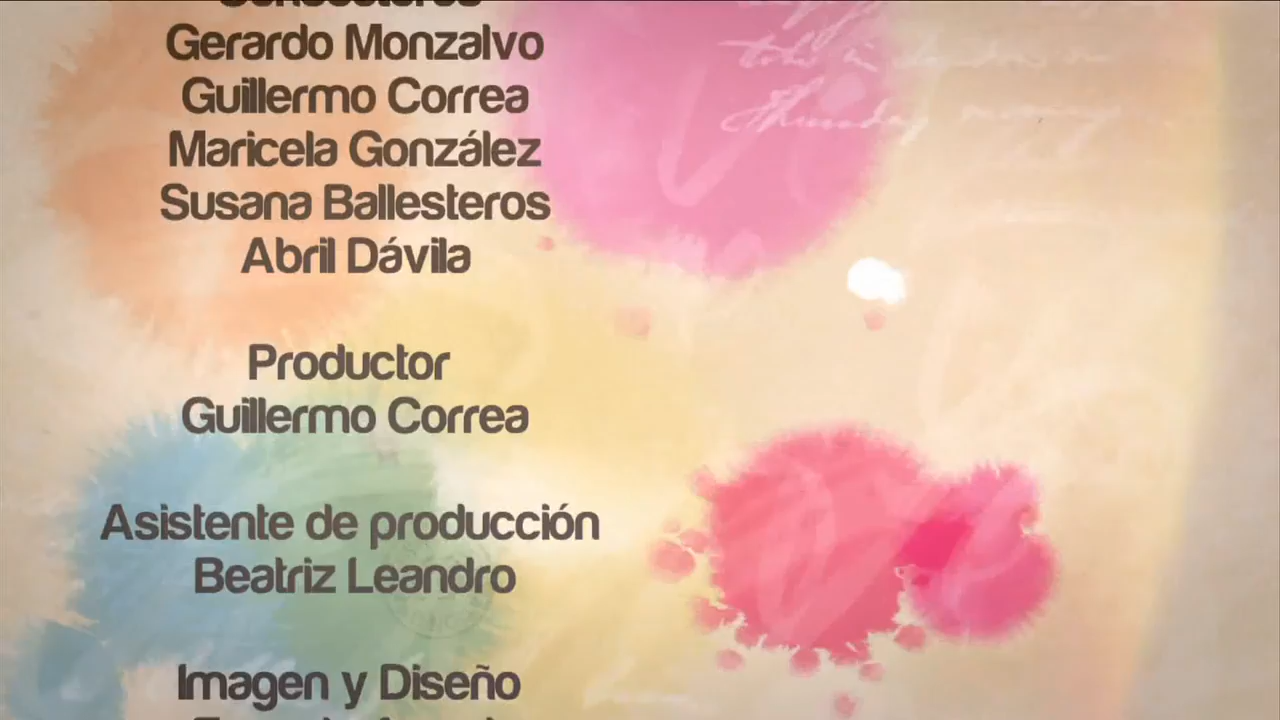 Gerardo Monzalvo
Guillermo Correa
Maricela González
Susana Ballesteros
Abril Dávila
Productor
Guillermo Correa
Asistente de producción
Beatriz Leandro
Imagen y Diseño